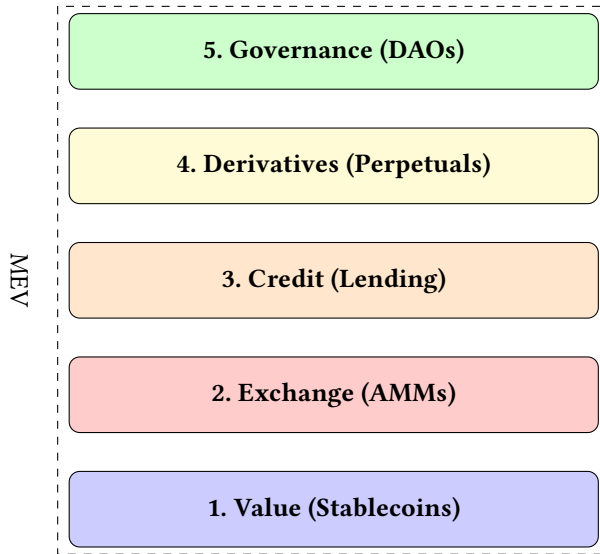 5. Governance (DAOs)
4. Derivatives (Perpetuals)
MEV
3. Credit (Lending)
2. Exchange (AMMs)
1. Value (Stablecoins)